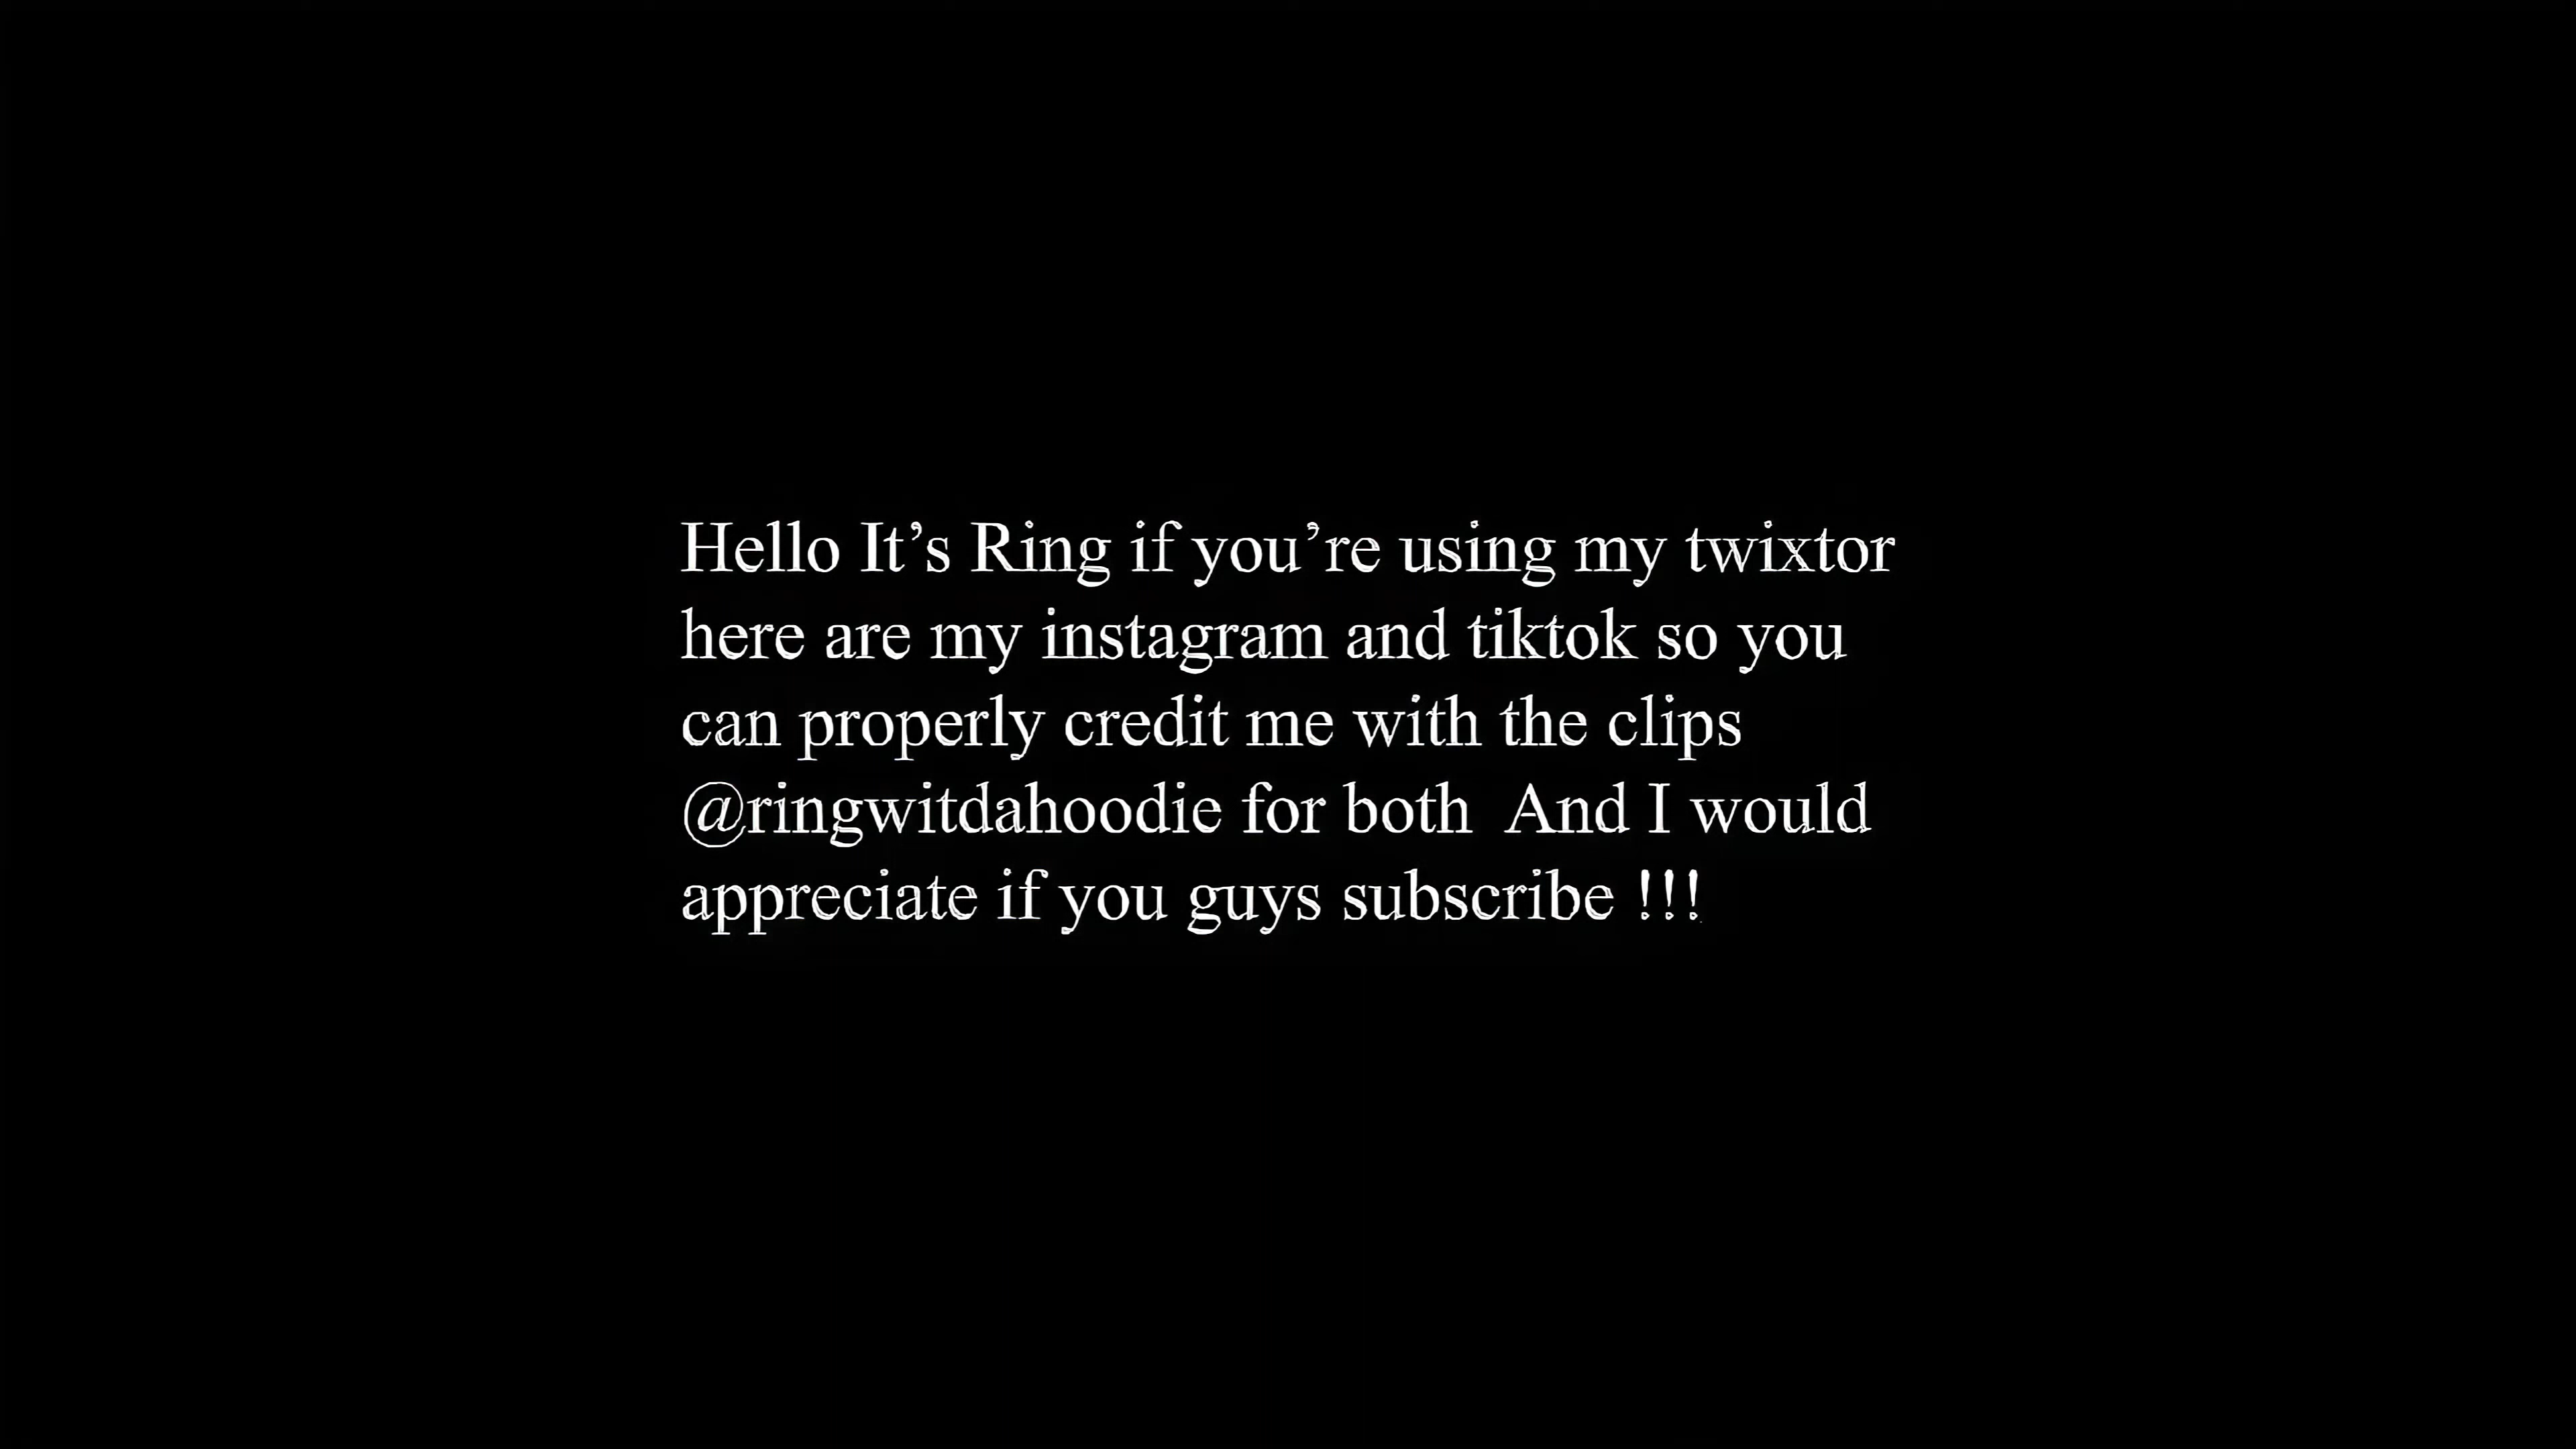 Hello It’s Ring if you’re using my twixtor
here are my instagram and tiktok so you
can properly credit me with the clips
@ringwitdahoodie for both  And I would
appreciate if you guys subscribe !!!